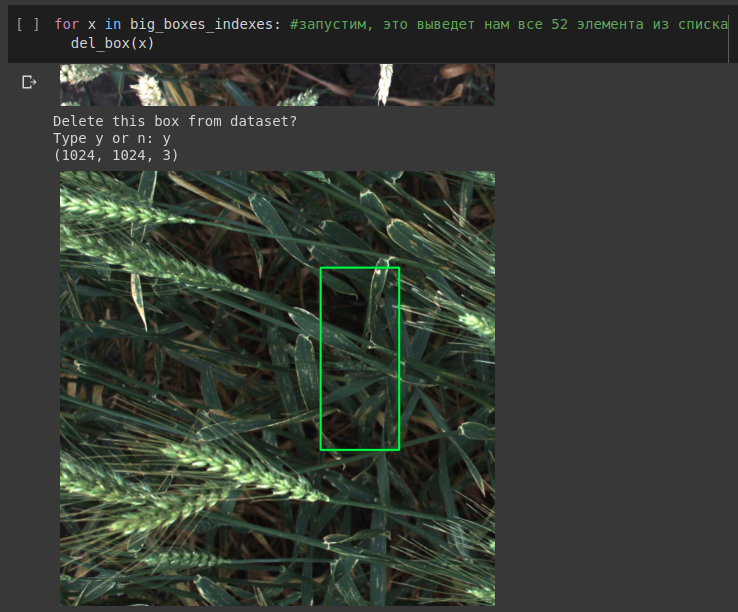 [ ] for x in big_boxes_indexes: #запустим, это выведет нам все 52 элемента из списка
del_box(x)
Delete this box from dataset?
Type y or n: y
(1024, 1024, 3)